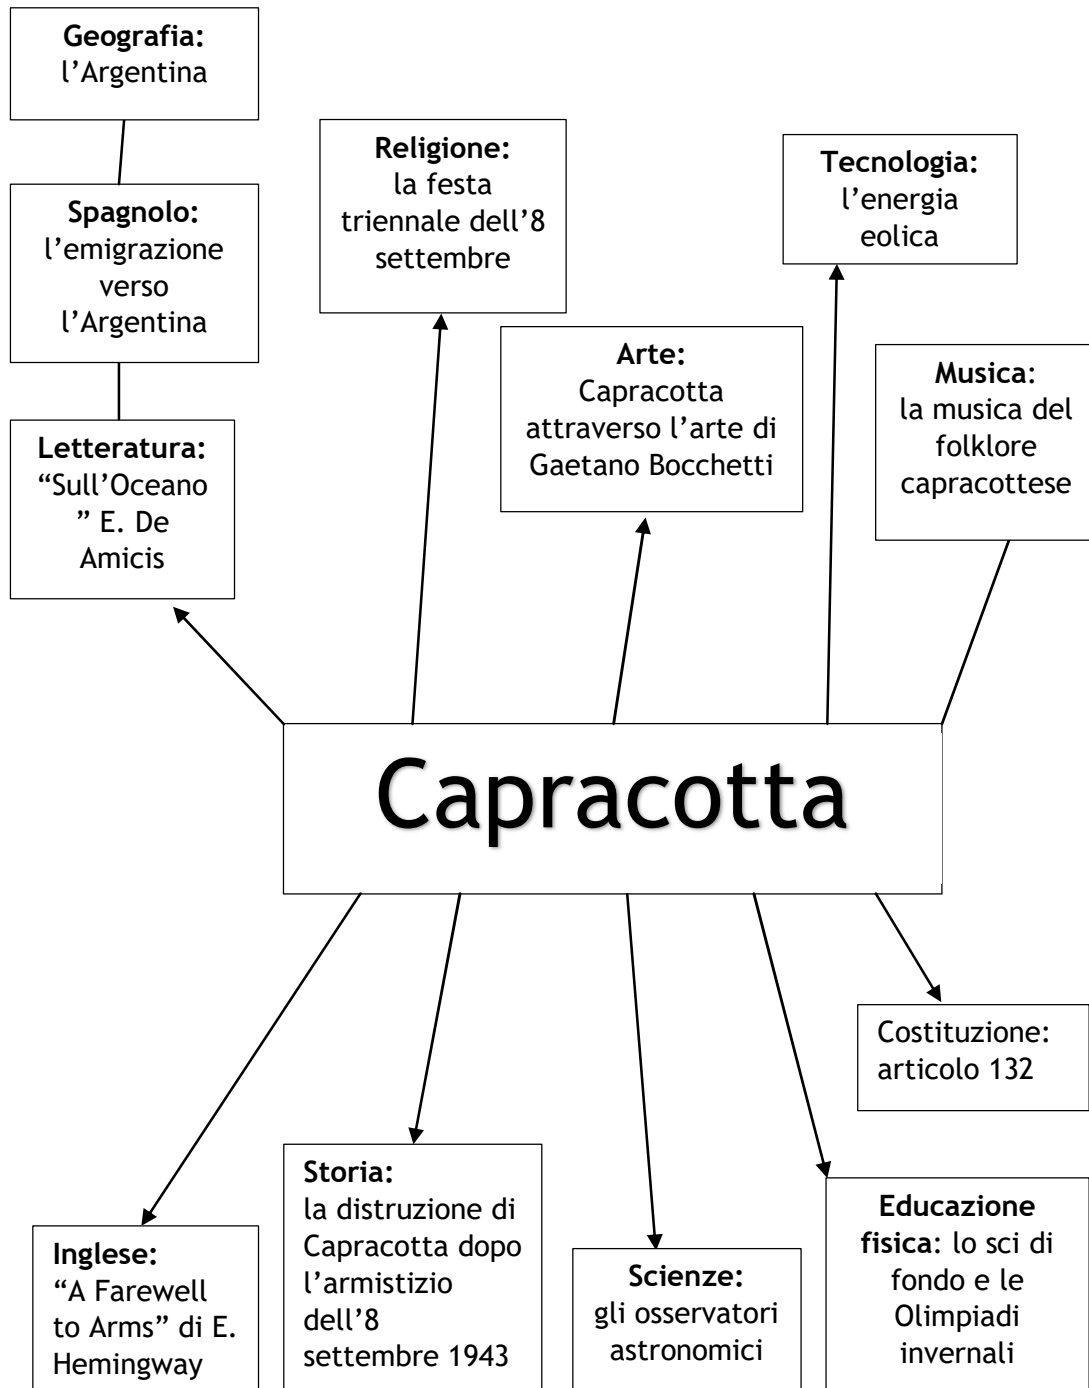 Geografia:
l’Argentina
Spagnolo:
l’emigrazione
verso
l’Argentina
Letteratura:
“Sull’Oceano
” E. De
Amicis
Religione:
la festa
triennale dell’8
settembre
Arte:
Capracotta
attraverso l’arte di
Gaetano Bocchetti
Tecnologia:
l’energia
eolica
Musica:
la musica del
folklore
capracottese
Capracotta
Inglese:
“A Farewell
to Arms” di E.
Hemingway
Storia:
la distruzione di
Capracotta dopo
l’armistizio
dell’8
settembre 1943
Scienze:
gli osservatori
astronomici
Educazione
fisica: lo sci di
fondo e le
Olimpiadi
invernali
Costituzione:
articolo 132